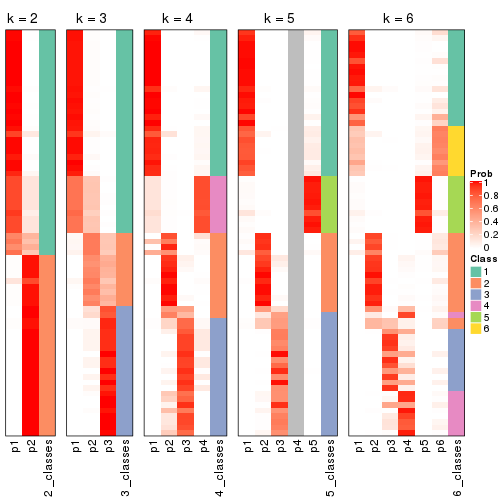 k = 2 k = 3 k = 4 k = 5 k = 6
Prob
1
0.8
0.6
0.4
0.2
0
Class
1
2
3
4
5
6
p1 p2 2_classes
p1 p2 p3 3_classes
p1 p2 p3 p4 4_classes
p1 p2 p3 p4 p5 5_classes
p1 p2 p3 p4 p5 p6 6_classes